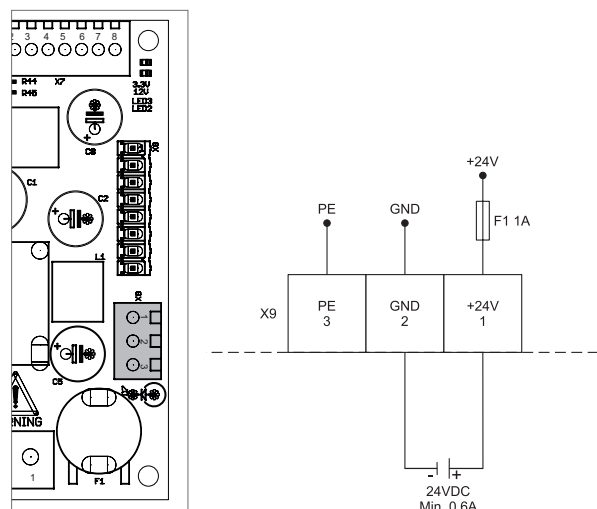 2 3 4 5 6 7 8
R44
X7
R45
3.3V
12V
LED3
LED2
C8
X6
C1
C2
L1
X9
1
2
3
C5
NING
1
F1
+24V
F1 1A
PE
GND
X9
PE
3
GND
2
+24V
1
- +
24VDC
Min. 0.6A